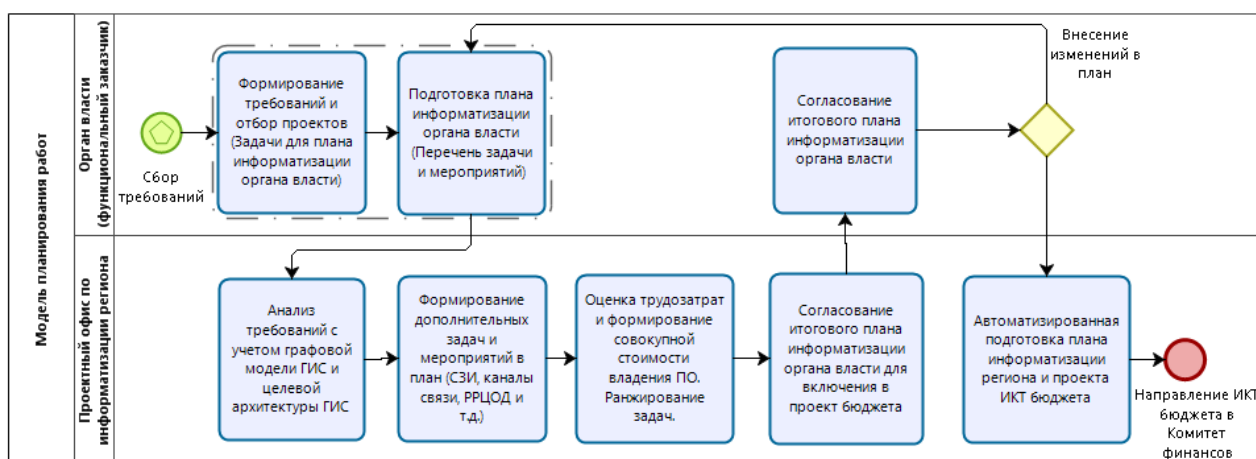 Модель планирования работ
Орган власти
(функциональный заказчик)
Сбор
требований
Формирование
требований и
отбор проектов
(Задачи для плана
информатизации
органа власти)
Подготовка плана
информатизации
органа власти
(Перечень задачи
и мероприятий)
Согласование
итогового плана
информатизации
органа власти
Внесение
изменений в
план
Проектный офис по
информатизации региона
Анализ
требований с
учетом графовой
модели ГИС и
целевой
архитектуры ГИС
Формирование
дополнительных
задач и
мероприятий в
план (СЗИ, каналы
связи, РРЦОД и
т.д.)
Оценка трудозатрат
и формирование
совокупной
стоимости
владения ПО.
Ранжирование
задач.
Согласование
итогового плана
информатизации
органа власти для
включения в
проект бюджета
Автоматизированная
подготовка плана
информатизации
региона и проекта
ИКТ бюджета
Направление ИКТ
бюджета в
Комитет
финансов